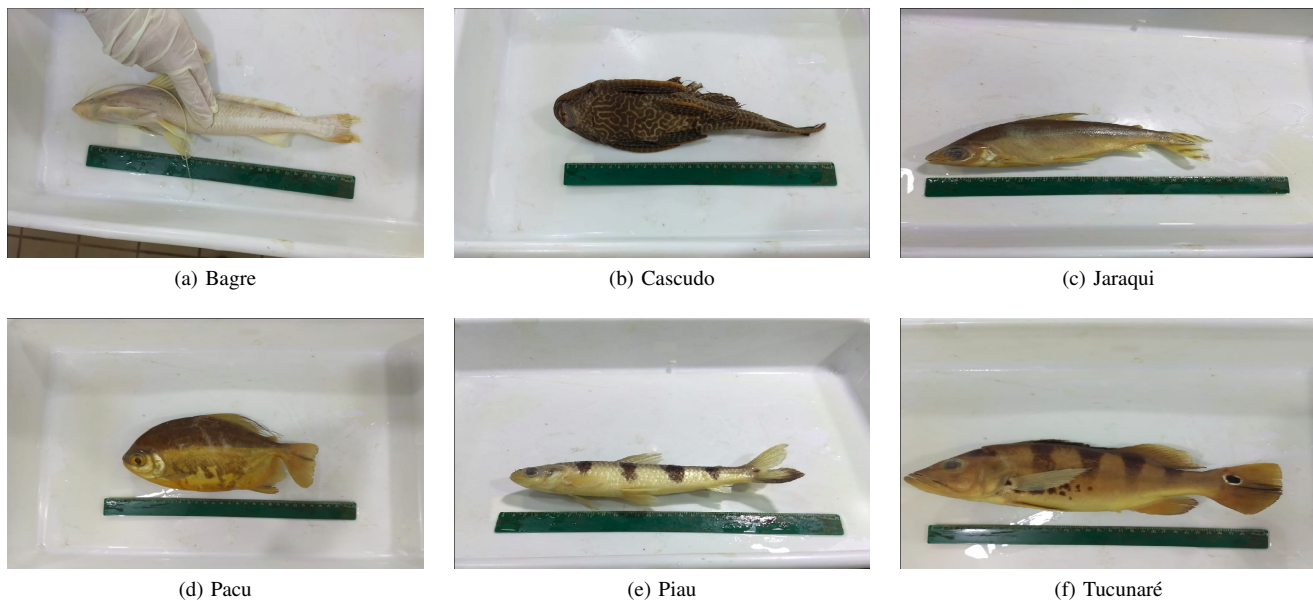 (a) Bagre
(b) Cascudo
(c) Jaraqui
(d) Pacu
(e) Piau
(f) Tucunaré